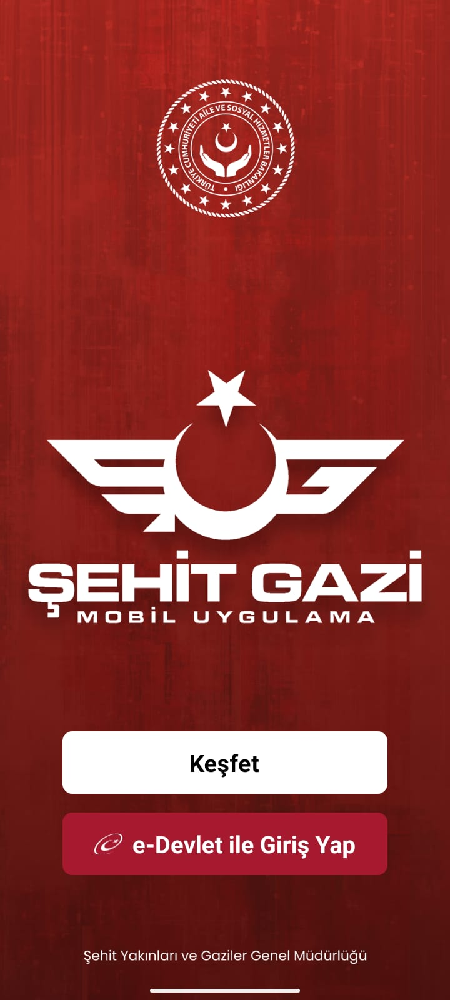 TÜRKİYE CUMHURİYETİ AİLE VE SOSYAL HİZMETLER BAKANLIĞI
ŞEHİT GAZİ
MOBİL UYGULAMA
Keşfet
e-Devlet ile Giriş Yap
Şehit Yakınları ve Gaziler Genel Müdürlüğü